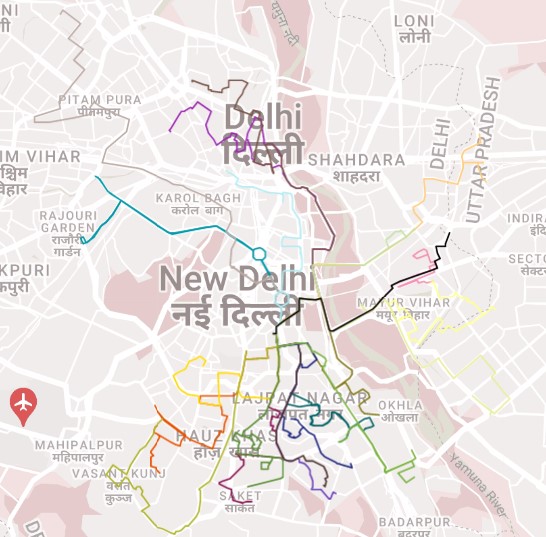 NI
नी
LONI
लोनी
यमुना नदी
PITAM PURA
पीतमपुरा
Delhi
दिल्ली
DELHI
UTTAR PRADESH
IM VIHAR
श्चिम
विहार
SHAHDARA
शाहदरा
KAROL BAGH
करोल बाग
RAJOURI
GARDEN
राजौरी
गार्डन
INDIRA
इंदि
KPURI
कपुरी
SECTO
सेक्ट
New Delhi
नई दिल्ली
MAYUR VIHAR
मयूर विहार
LAJPAT NAGAR
लाजपत नगर
OKHLA
ओखला
HAUZ KHAS
हौज़ खास
MAHIPALPUR
महिपालपुर
VASANT KUNJ
वसंत
कुञ्ज
Yamuna River
SAKET
साकेत
BADARPUR
बदरपुर